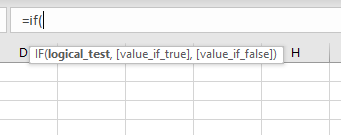 =if(
D H
IF(logical_test, [value_if_true], [value_if_false])